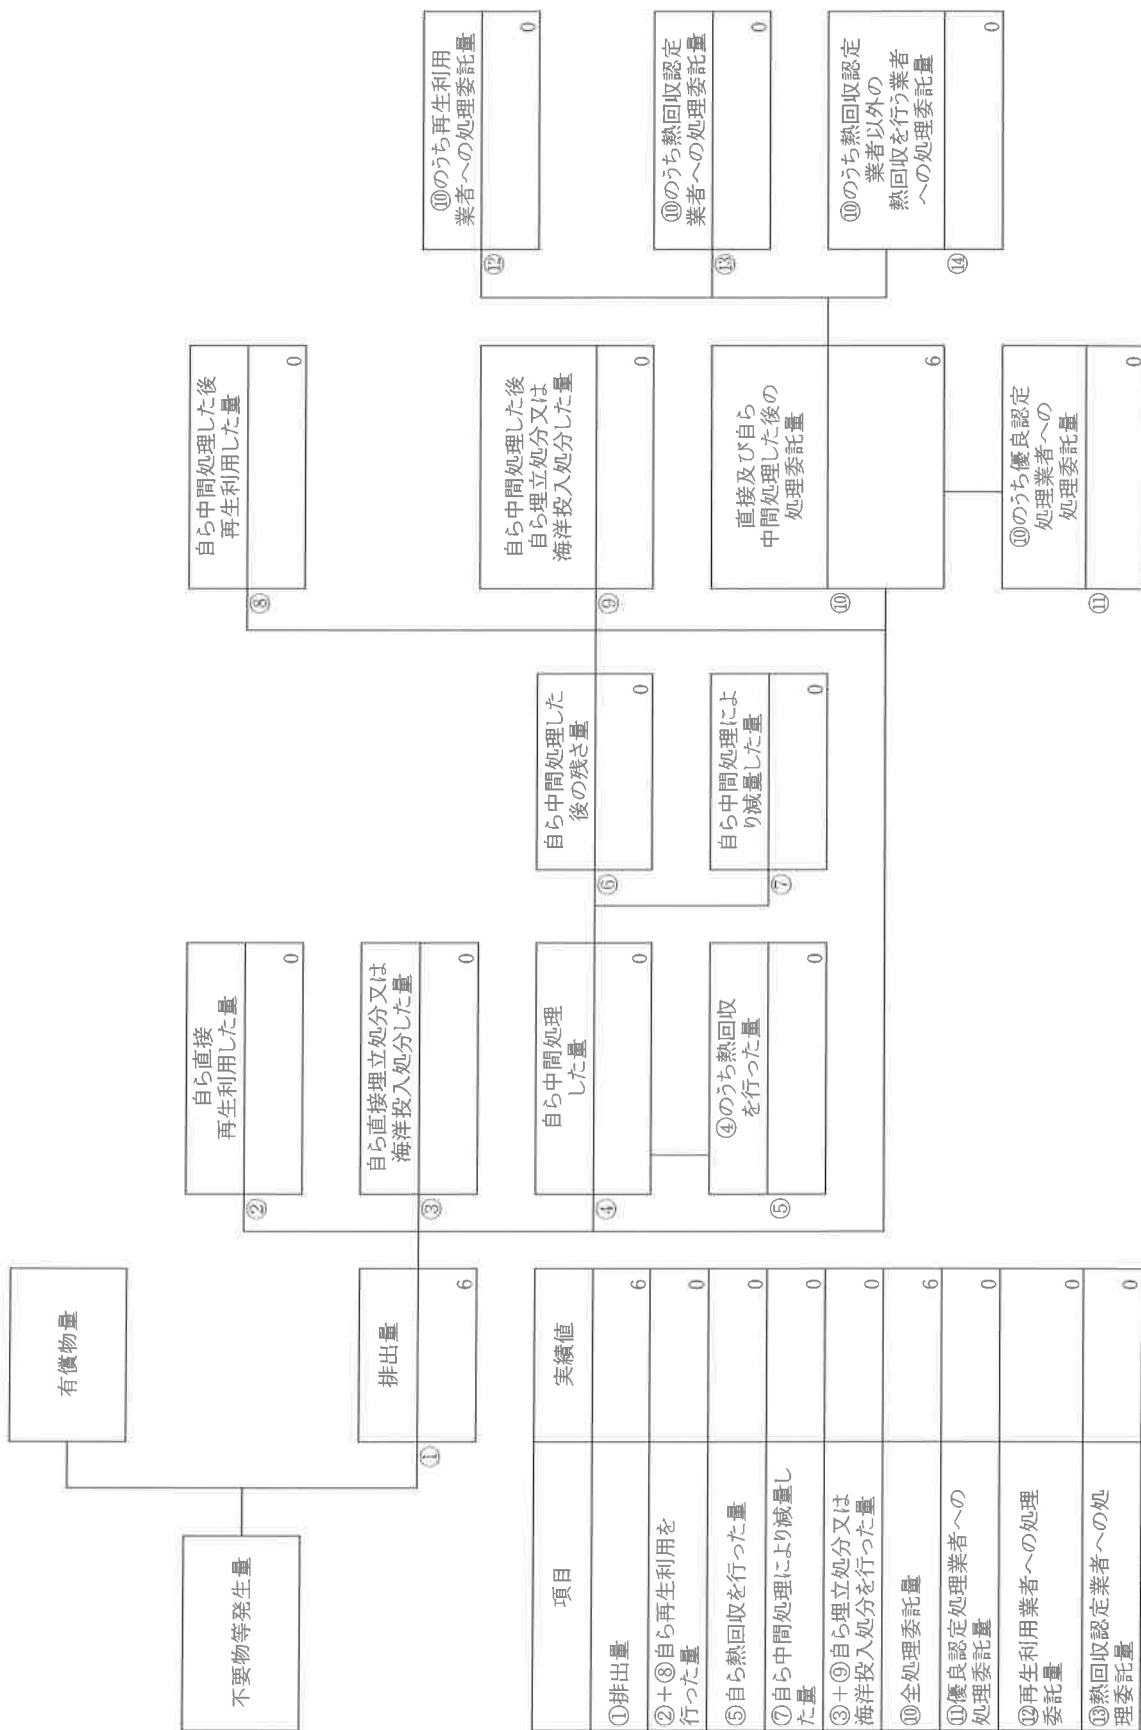 有償物量
不要物等発生量
①
排出量
6
②
自ら直接
再生利用した量
0
③
自ら直接埋立処分又は
海洋投入処分した量
0
④
自ら中間処理
した量
0
⑤
④のうち熱回収
を行った量
0
⑥
自ら中間処理した
後の残さ量
0
⑦
自ら中間処理によ
り減量した量
0
⑧
自ら中間処理した後
再生利用した量
0
⑨
自ら中間処理した後
自ら埋立処分又は
海洋投入処分した量
0
⑩
直接及び自ら
中間処理した後の
処理委託量
6
⑪
⑩のうち優良認定
処理業者への
処理委託量
0
⑫
⑩のうち再生利用
業者への処理委託量
0
⑬
⑩のうち熱回収認定
業者への処理委託量
0
⑭
⑩のうち熱回収認定
業者以外の
熱回収を行う業者
への処理委託量
0
項目 実績値
①排出量 6
②+⑧自ら再生利用を
行った量 0
⑤自ら熱回収を行った量 0
⑦自ら中間処理により減量し
た量 0
③+⑨自ら埋立処分又は
海洋投入処分を行った量 0
⑩全処理委託量 6
⑪優良認定処理業者への
処理委託量 0
⑫再生利用業者への処理
委託量 0
⑬熱回収認定業者への処
理委託量 0